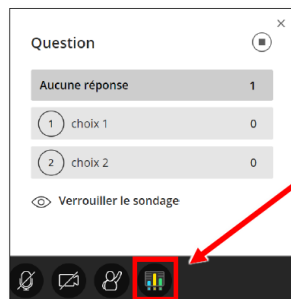 Question
Aucune réponse 1
1 choix 1 0
2 choix 2 0
Verrouiller le sondage